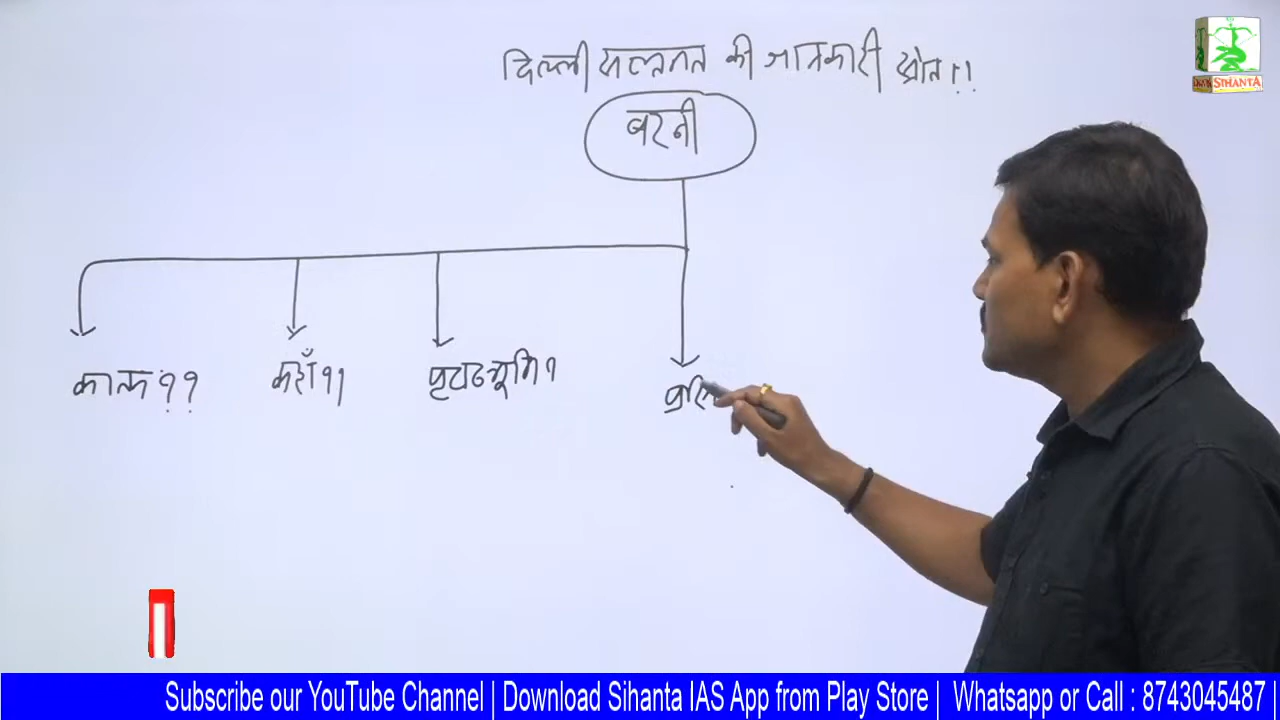 दिल्ली सल्तनत की जानकारी स्रोत ! !
SIHANTA
बरनी
काल ? ?
कहाँ ? ?
पृष्ठभूमि ?
Subscribe our YouTube Channel | Download Sihanta IAS App from Play Store | Whatsapp or Call : 8743045487 |